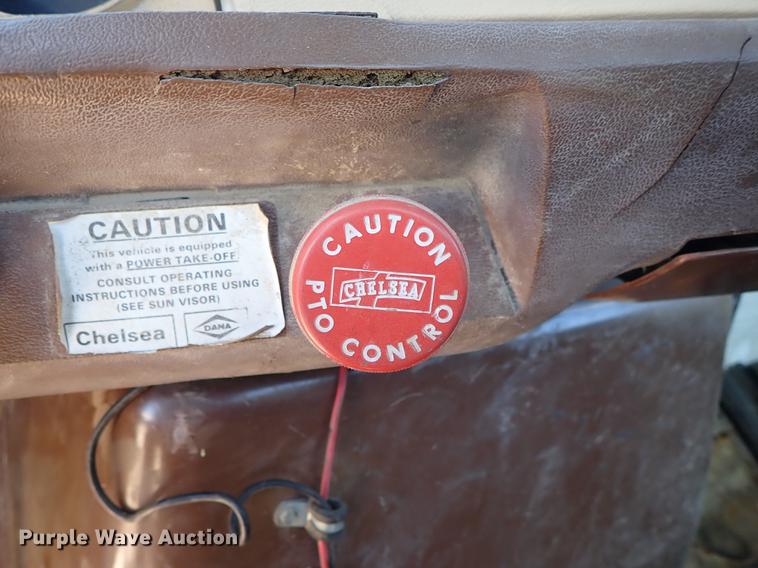 CAUTION
This vehicle is equipped
with a POWER TAKE-OFF
CONSULT OPERATING
INSTRUCTIONS BEFORE USING
(SEE SUN VISOR)
Chelsea
DANA
CAUTION
CHELSEA
PTO CONTROL
Purple Wave Auction